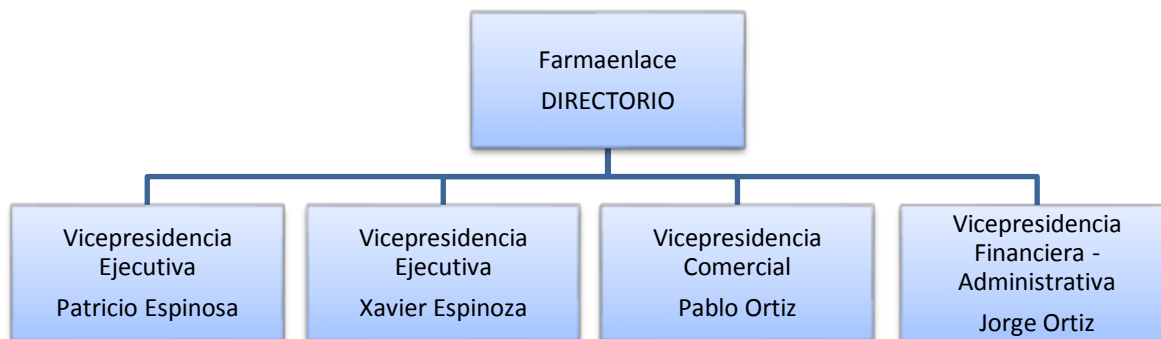 Farmaenlace
DIRECTORIO
Vicepresidencia
Ejecutiva
Patricio Espinosa
Vicepresidencia
Ejecutiva
Xavier Espinoza
Vicepresidencia
Comercial
Pablo Ortiz
Vicepresidencia
Financiera -
Administrativa
Jorge Ortiz